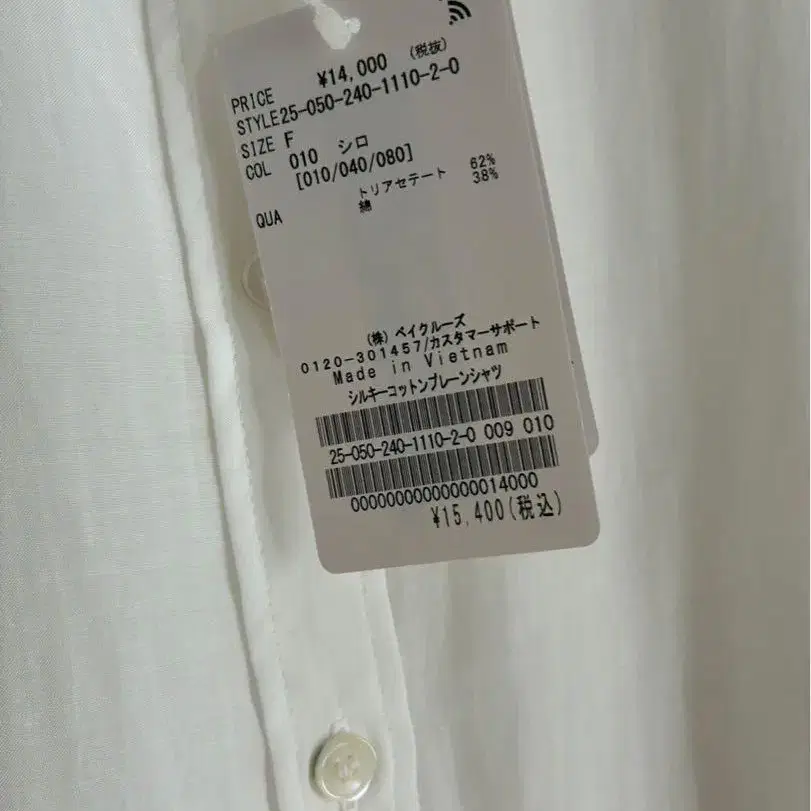 PRICE ¥14,000 (税抜)
STYLE25-050-240-1110-2-0
SIZE F
COL 010 シロ
[010/040/080]
QUA トリアセテート 62%
綿 38%
(株) ベイクルーズ
0120-301457/カスタマーサポート
Made in Vietnam
シルキーコットンプレーンシャツ
25-050-240-1110-2-0 009 010
00000000000000014000
¥15,400(税込)